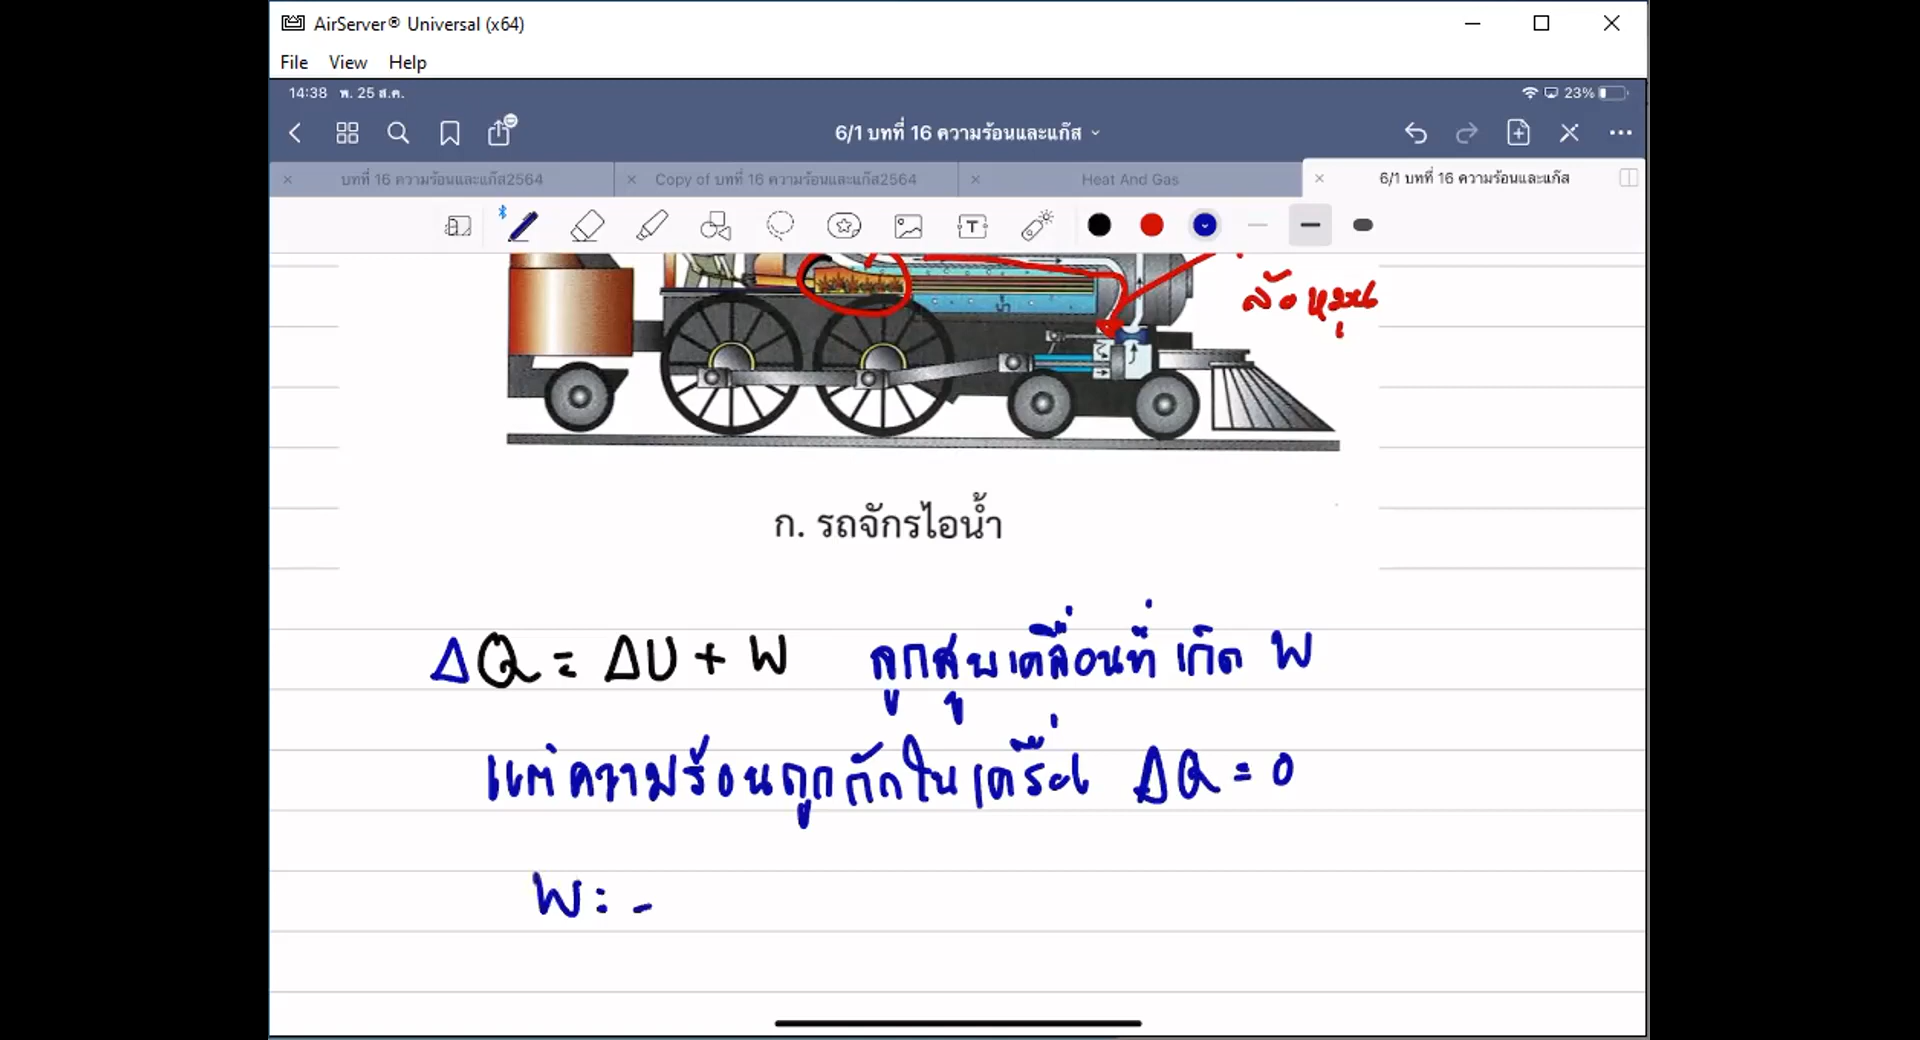 AirServer® Universal (x64)
File View Help
14:38 พ. 25 ส.ค.
23%
6/1 บทที่ 16 ความร้อนและแก๊ส
บทที่ 16 ความร้อนและแก๊ส2564
Copy of บทที่ 16 ความร้อนและแก๊ส2564
Heat And Gas
6/1 บทที่ 16 ความร้อนและแก๊ส
ล้อหมุน
น้ำ
ก. รถจักรไอน้ำ
ΔQ = ΔU + W ลูกสูบเคลื่อนที่ เกิด W
แต่ความร้อนถูกกักในเครื่อง ΔQ = 0
W = -